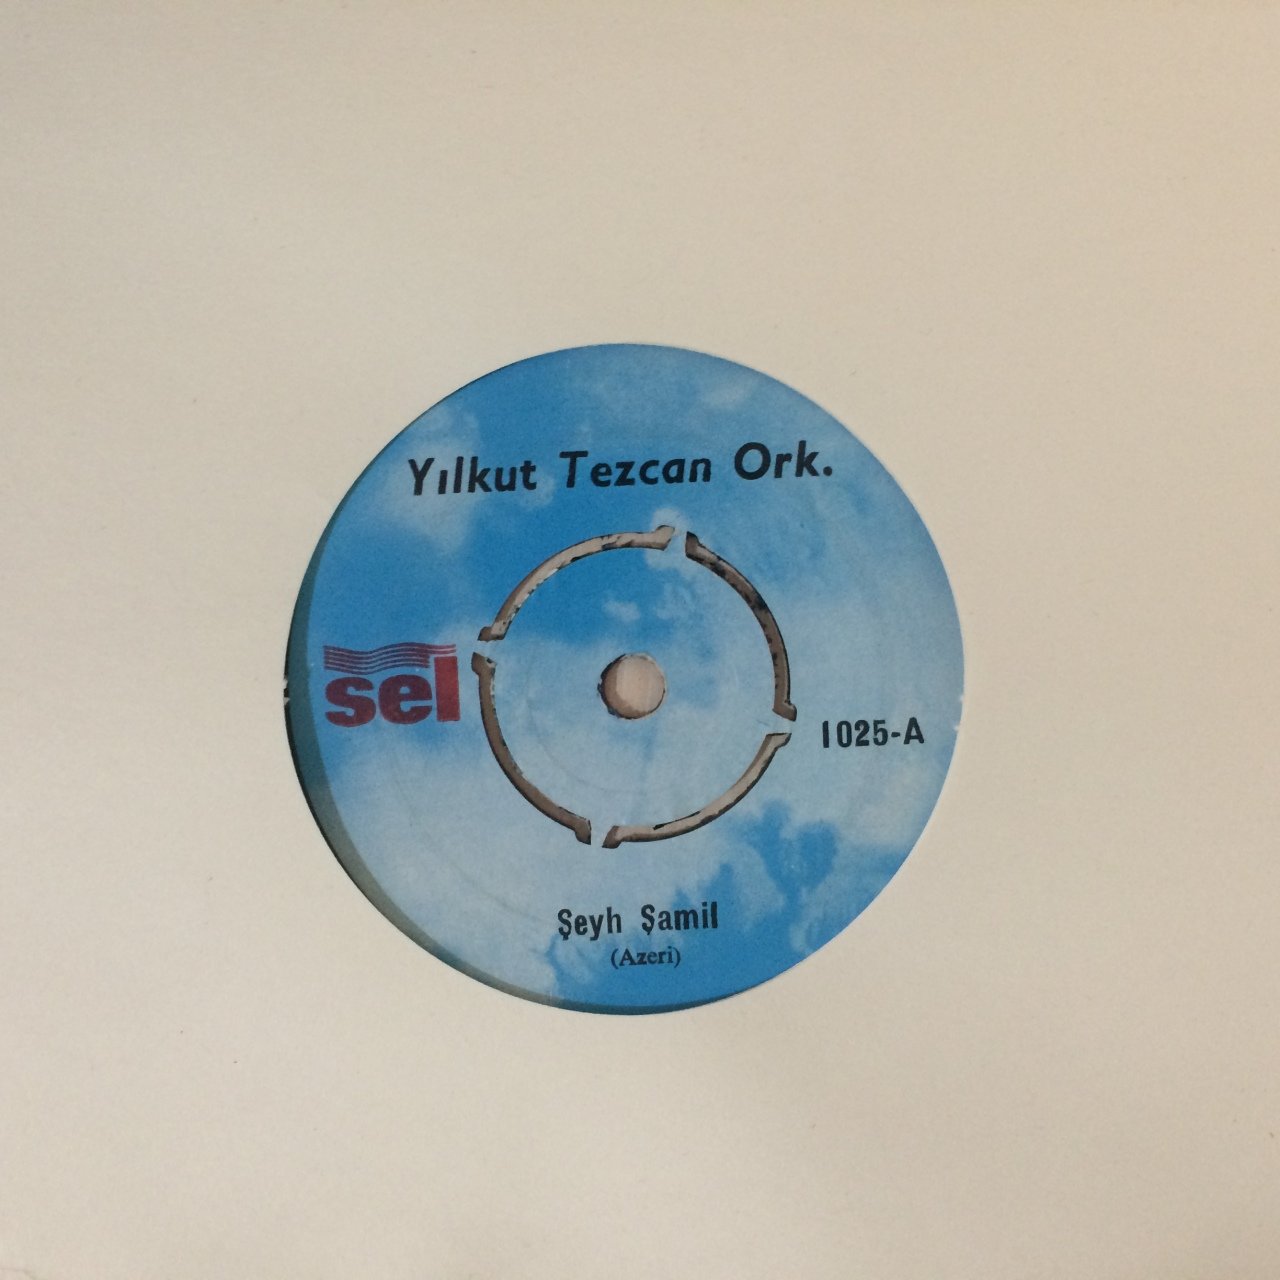 Yılkut Tezcan Ork.
sel
1025-A
Şeyh Şamil
(Azeri)